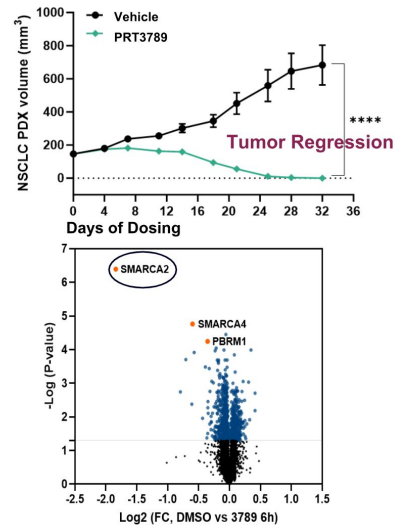 1000
800
600
400
200
0
NSCLC PDX volume (mm³)
Vehicle
PRT3789
****
Tumor Regression
0 4 8 12 16 20 24 28 32 36
Days of Dosing
7
6
5
4
3
2
1
0
-Log (P-value)
SMARCA2
SMARCA4
PBRM1
-2.5 -2.0 -1.5 -1.0 -0.5 0.0 0.5 1.0 1.5
Log2 (FC, DMSO vs 3789 6h)